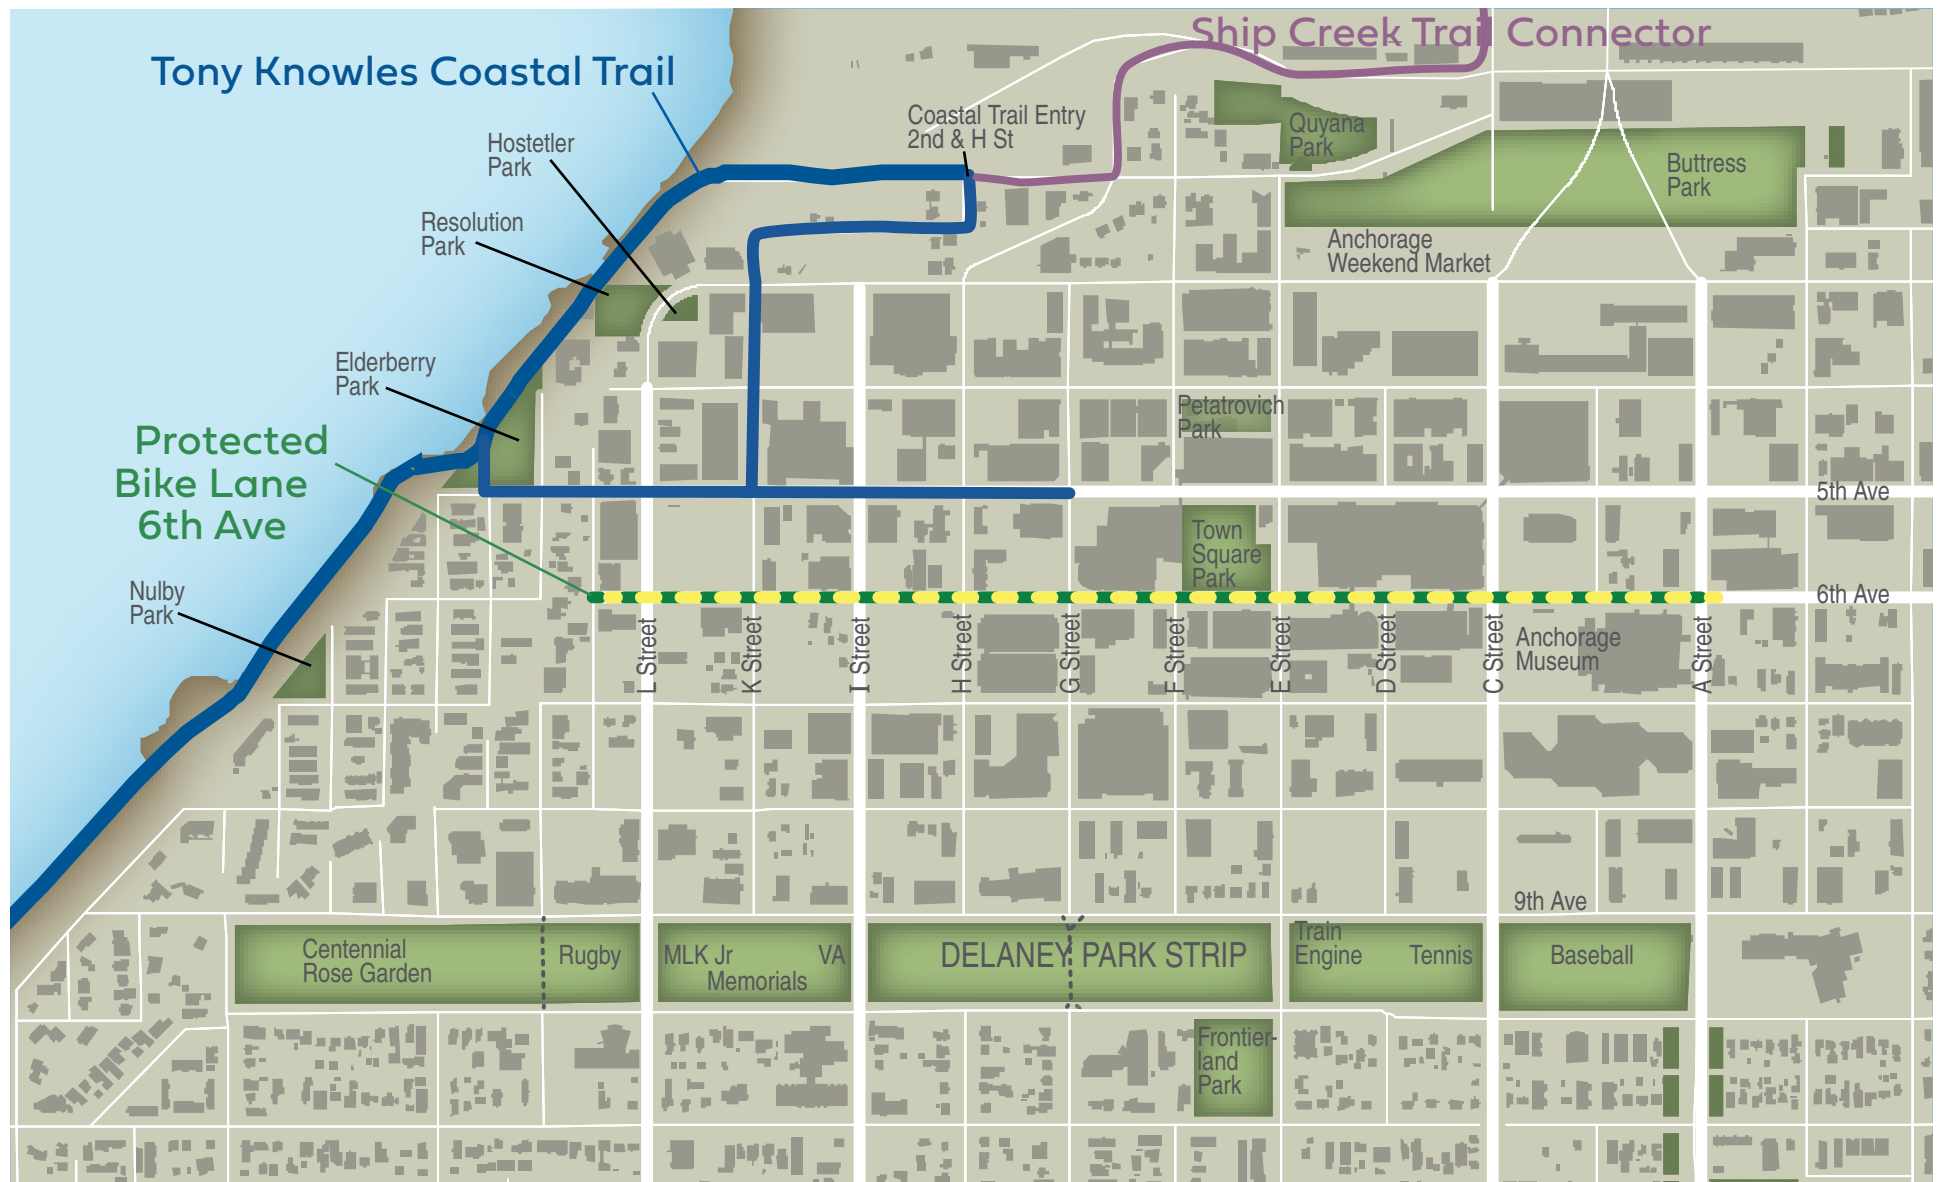 Ship Creek Trail Connector
Tony Knowles Coastal Trail
Coastal Trail Entry
2nd & H St
Hostetler
Park
Quyana
Park
Buttress
Park
Resolution
Park
Anchorage
Weekend Market
Elderberry
Park
Petatrovich
Park
Protected
Bike Lane
6th Ave
5th Ave
Town
Square
Park
Nulby
Park
6th Ave
L Street
K Street
I Street
H Street
G Street
F Street
E Street
D Street
C Street
Anchorage
Museum
A Street
9th Ave
Centennial
Rose Garden
Rugby
MLK Jr
VA
Memorials
DELANEY PARK STRIP
Train
Engine
Tennis
Baseball
Frontier-
land
Park